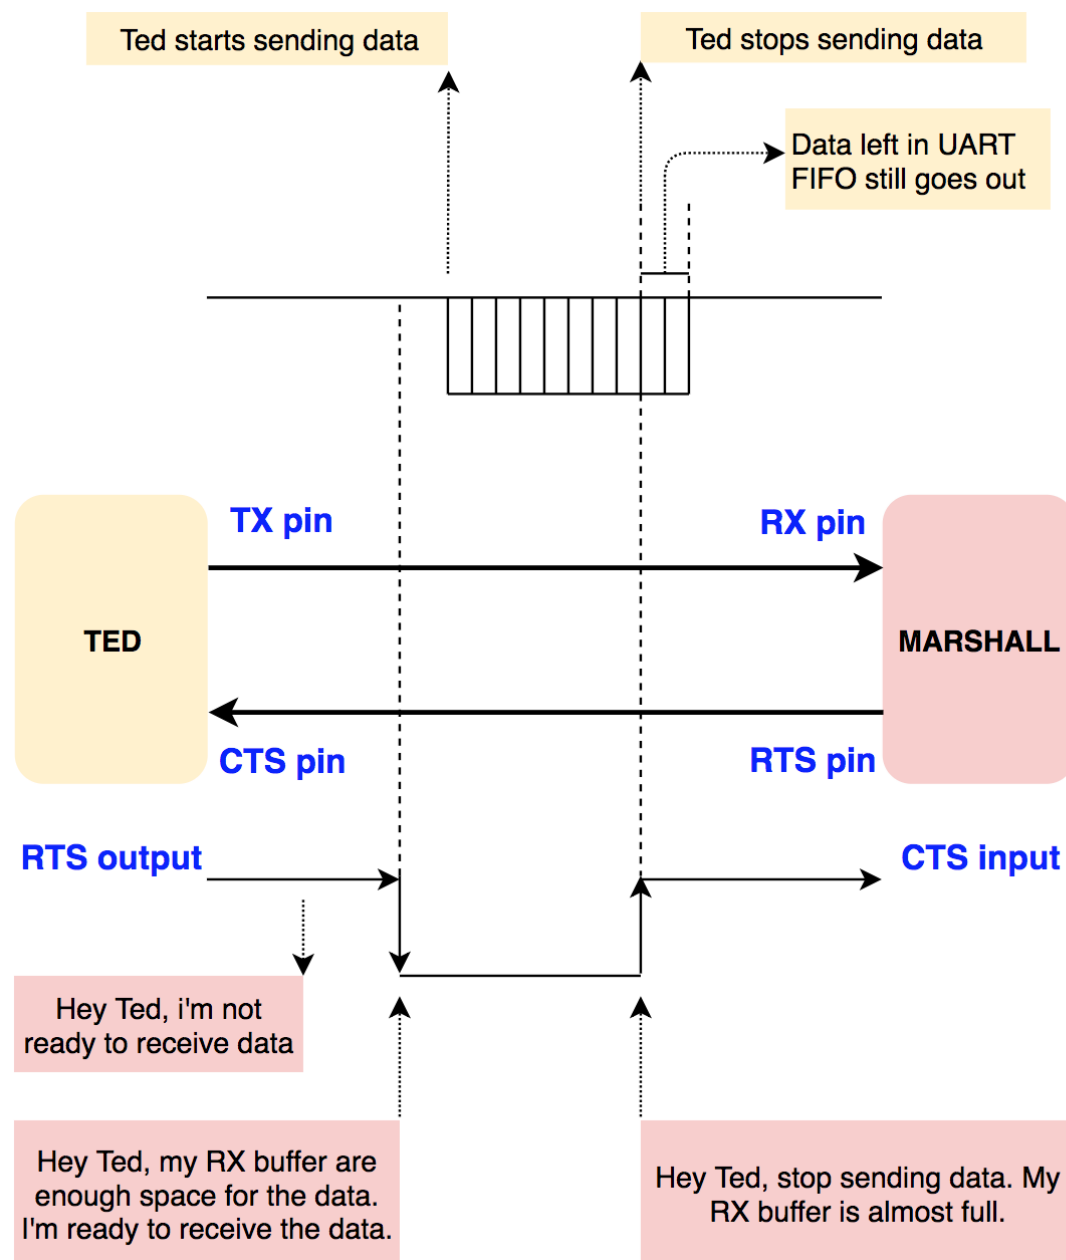 Ted starts sending data
Ted stops sending data
Data left in UART
FIFO still goes out
TX pin
RX pin
TED
MARSHALL
CTS pin
RTS pin
RTS output
CTS input
Hey Ted, i'm not
ready to receive data
Hey Ted, my RX buffer are
enough space for the data.
I'm ready to receive the data.
Hey Ted, stop sending data. My
RX buffer is almost full.